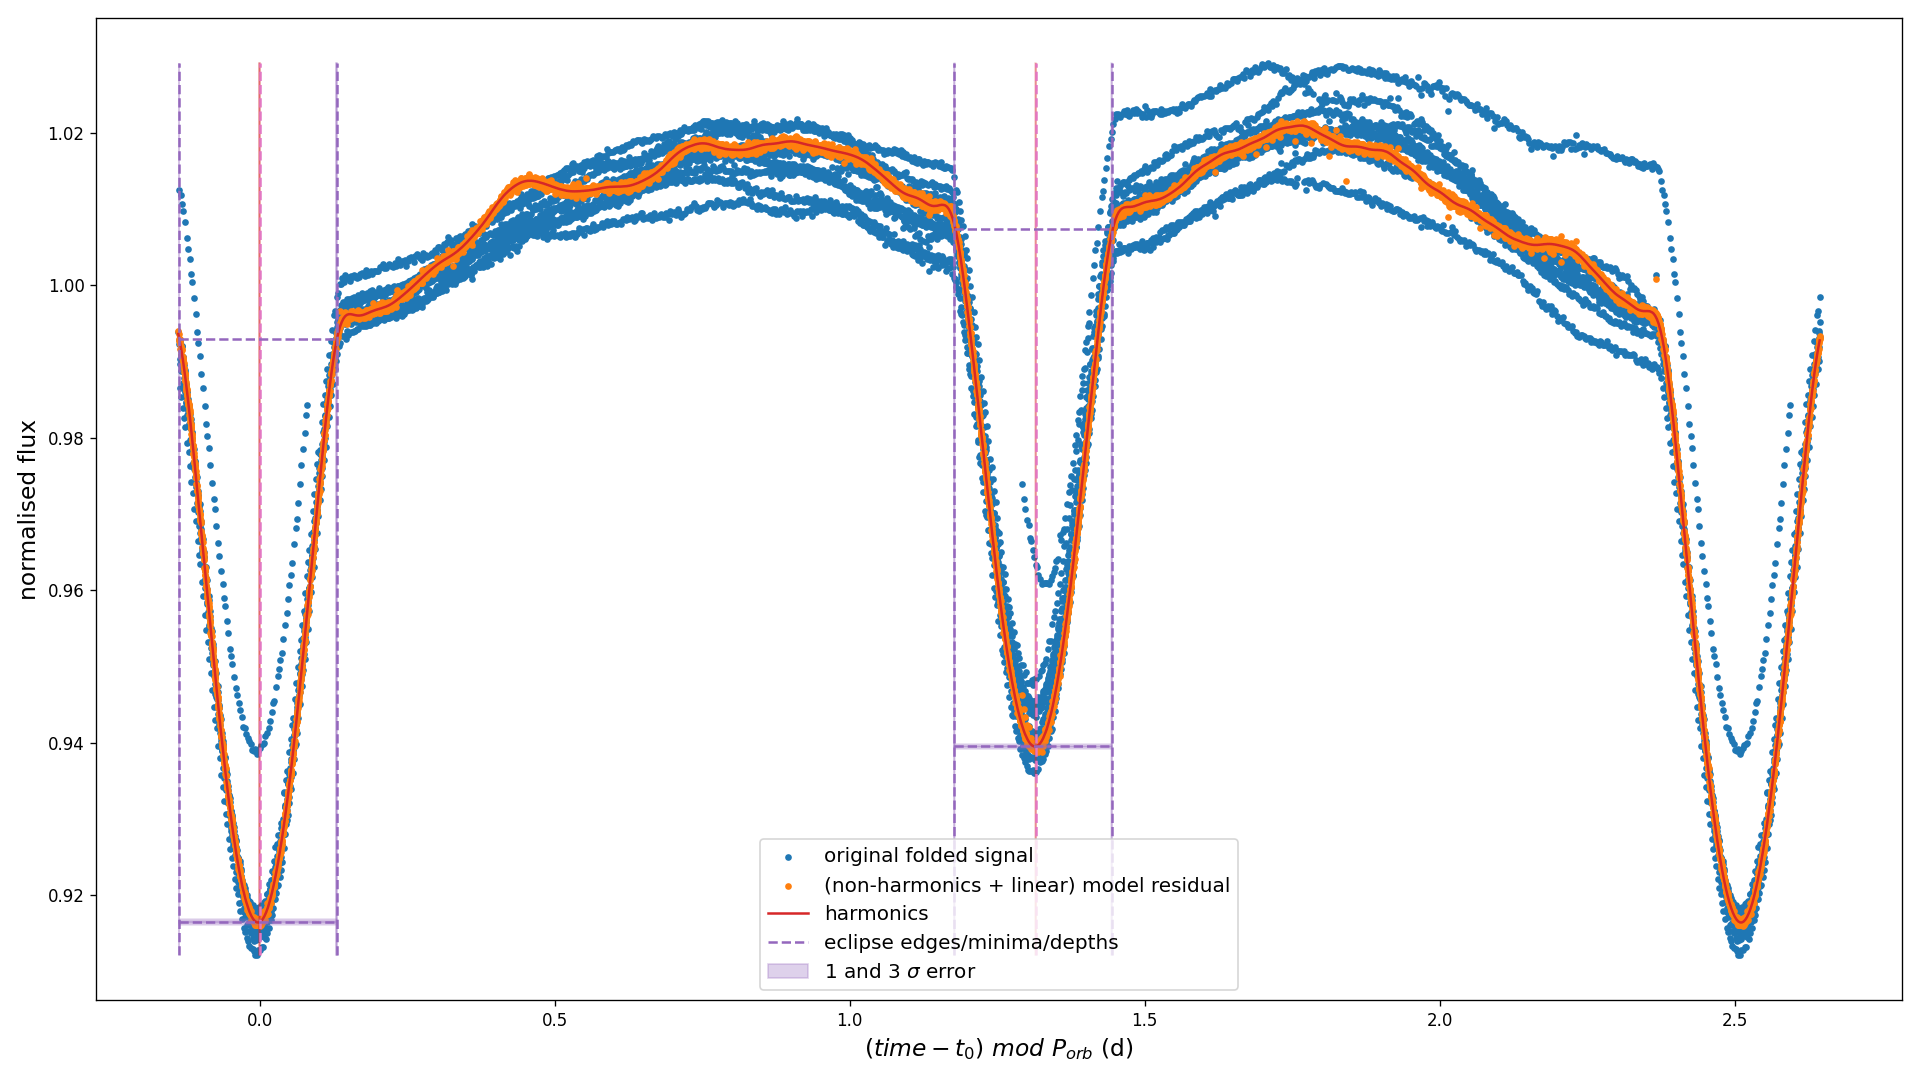 normalised flux
1.02
1.00
0.98
0.96
0.94
0.92
original folded signal
(non-harmonics + linear) model residual
harmonics
eclipse edges/minima/depths
1 and 3 σ error
0.0 0.5 1.0 1.5 2.0 2.5
(time − t₀) mod Pₒᵣb (d)